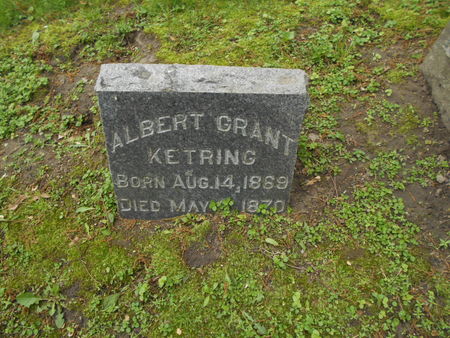 ALBERT GRANT
KETRING
BORN AUG. 14, 1869
DIED MAY 1870